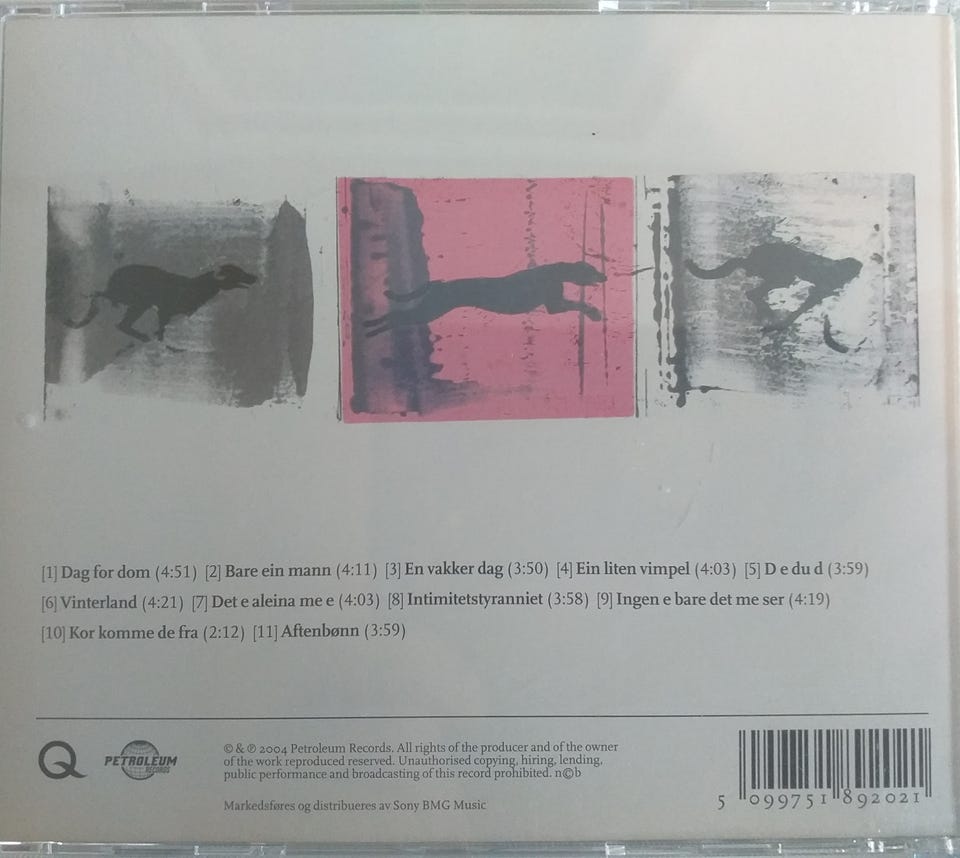 [1] Dag for dom (4:51) [2] Bare ein mann (4:11) [3] En vakker dag (3:50) [4] Ein liten vimpel (4:03) [5] D e du d (3:59)
[6] Vinterland (4:21) [7] Det e aleina me e (4:03) [8] Intimitetstyranniet (3:58) [9] Ingen e bare det me ser (4:19)
[10] Kor komme de fra (2:12) [11] Aftenbønn (3:59)
Q
PETROLEUM
RECORDS
© & ℗ 2004 Petroleum Records. All rights of the producer and of the owner
of the work reproduced reserved. Unauthorised copying, hiring, lending,
public performance and broadcasting of this record prohibited. n©b
Markedsføres og distribueres av Sony BMG Music
5 099751 892021